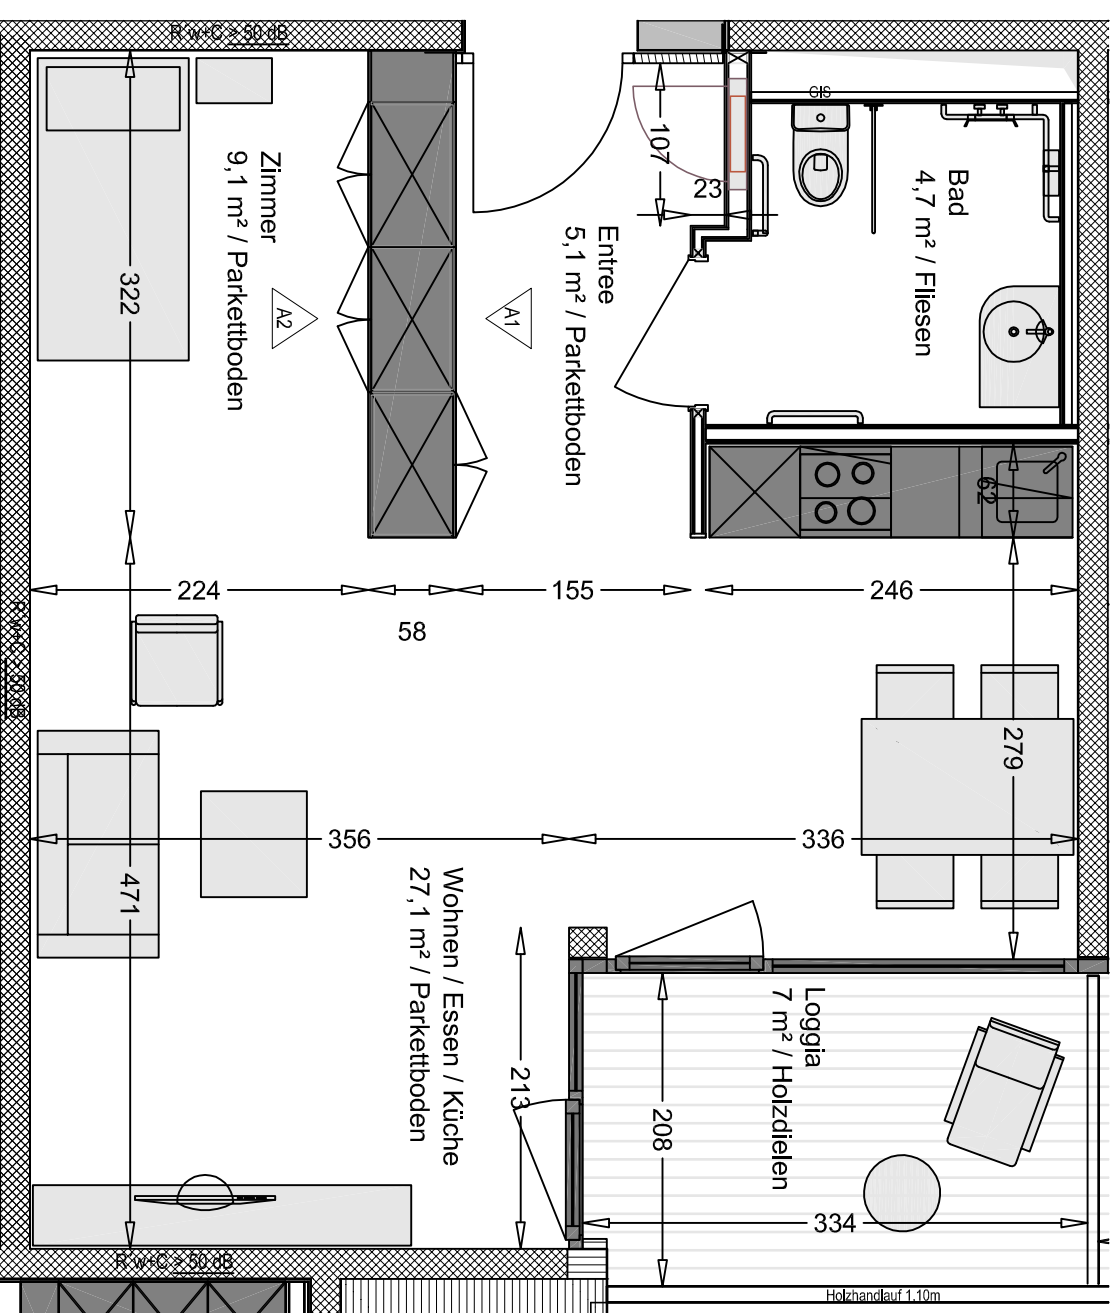 R'w+C > 50 dB
GIS
107
23
Zimmer
9,1 m² / Parkettboden
Entree
5,1 m² / Parkettboden
Bad
4,7 m² / Fliesen
322
A2
A1
62
224
58
155
246
R'w+C > 50 dB
279
356
336
471
Wohnen / Essen / Küche
27,1 m² / Parkettboden
Loggia
7 m² / Holzdielen
213
208
334
R'w+C > 50 dB
Holzhandlauf 1.10m